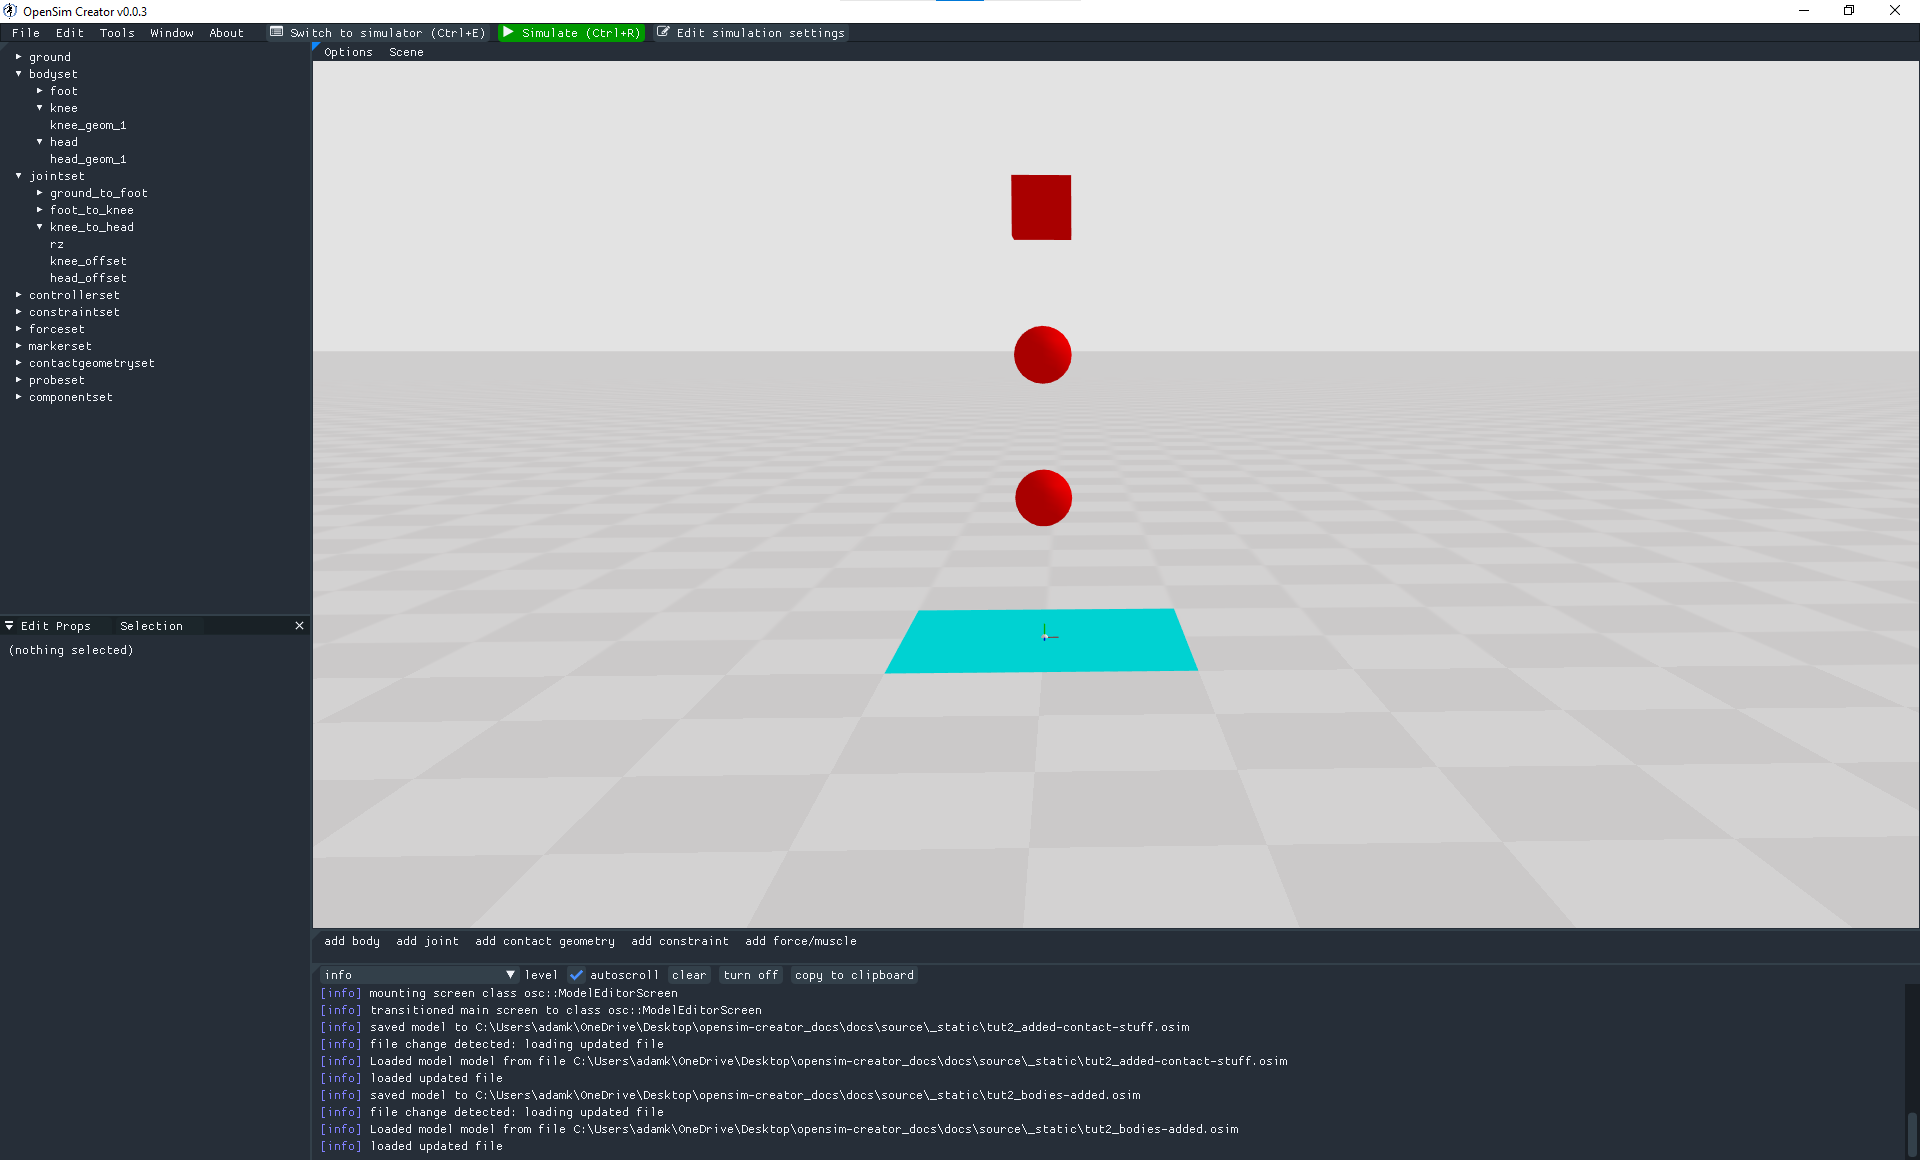 OpenSim Creator v0.0.3
File Edit Tools Window About Switch to simulator (Ctrl+E) Simulate (Ctrl+R) Edit simulation settings
ground
bodyset
foot
knee
knee_geom_1
head
head_geom_1
jointset
ground_to_foot
foot_to_knee
knee_to_head
rz
knee_offset
head_offset
controllerset
constraintset
forceset
markerset
contactgeometryset
probeset
componentset
Edit Props Selection
(nothing selected)
Options Scene
add body add joint add contact geometry add constraint add force/muscle
info level autoscroll clear turn off copy to clipboard
[info] mounting screen class osc::ModelEditorScreen
[info] transitioned main screen to class osc::ModelEditorScreen
[info] saved model to C:\Users\adamk\OneDrive\Desktop\opensim-creator_docs\docs\source\_static\tut2_added-contact-stuff.osim
[info] file change detected: loading updated file
[info] Loaded model model from file C:\Users\adamk\OneDrive\Desktop\opensim-creator_docs\docs\source\_static\tut2_added-contact-stuff.osim
[info] loaded updated file
[info] saved model to C:\Users\adamk\OneDrive\Desktop\opensim-creator_docs\docs\source\_static\tut2_bodies-added.osim
[info] file change detected: loading updated file
[info] Loaded model model from file C:\Users\adamk\OneDrive\Desktop\opensim-creator_docs\docs\source\_static\tut2_bodies-added.osim
[info] loaded updated file